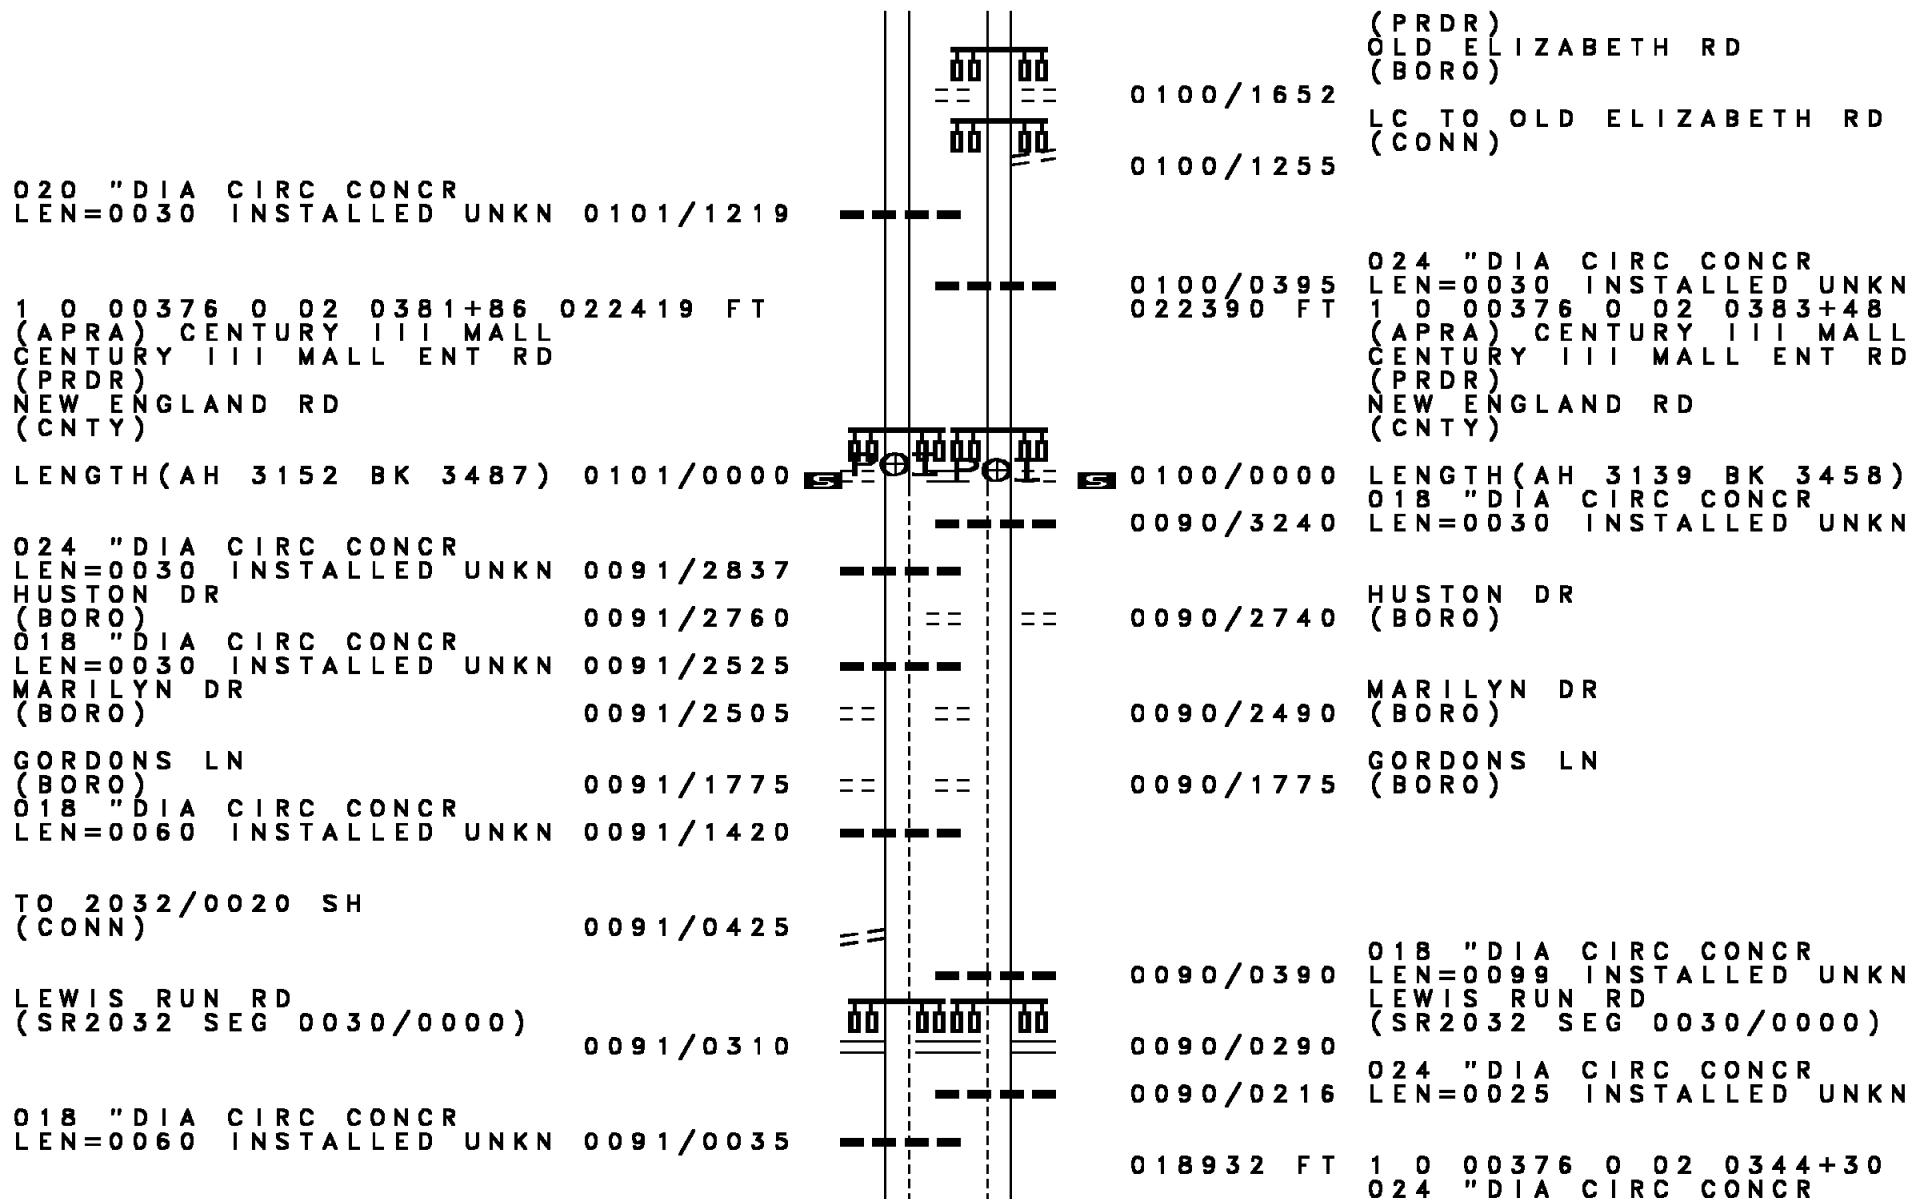 (PRDR)
OLD ELIZABETH RD
(BORO)
0100/1652
LC TO OLD ELIZABETH RD
(CONN)
0100/1255
020 "DIA CIRC CONCR
LEN=0030 INSTALLED UNKN 0101/1219
024 "DIA CIRC CONCR
0100/0395 LEN=0030 INSTALLED UNKN
1 0 00376 0 02 0381+86 022419 FT
(APRA) CENTURY III MALL
CENTURY III MALL ENT RD
(PRDR)
NEW ENGLAND RD
(CNTY)
022390 FT 1 0 00376 0 02 0383+48
(APRA) CENTURY III MALL
CENTURY III MALL ENT RD
(PRDR)
NEW ENGLAND RD
(CNTY)
LENGTH(AH 3152 BK 3487) 0101/0000 S POT POT S 0100/0000 LENGTH(AH 3139 BK 3458)
018 "DIA CIRC CONCR
0090/3240 LEN=0030 INSTALLED UNKN
024 "DIA CIRC CONCR
LEN=0030 INSTALLED UNKN 0091/2837
HUSTON DR
(BORO) 0091/2760
HUSTON DR
0090/2740 (BORO)
018 "DIA CIRC CONCR
LEN=0030 INSTALLED UNKN 0091/2525
MARILYN DR
(BORO) 0091/2505
MARILYN DR
0090/2490 (BORO)
GORDONS LN
(BORO) 0091/1775
GORDONS LN
0090/1775 (BORO)
018 "DIA CIRC CONCR
LEN=0060 INSTALLED UNKN 0091/1420
TO 2032/0020 SH
(CONN) 0091/0425
018 "DIA CIRC CONCR
0090/0390 LEN=0099 INSTALLED UNKN
LEWIS RUN RD
(SR2032 SEG 0030/0000)
0091/0310
LEWIS RUN RD
(SR2032 SEG 0030/0000)
0090/0290
024 "DIA CIRC CONCR
0090/0216 LEN=0025 INSTALLED UNKN
018 "DIA CIRC CONCR
LEN=0060 INSTALLED UNKN 0091/0035
018932 FT 1 0 00376 0 02 0344+30
024 "DIA CIRC CONCR